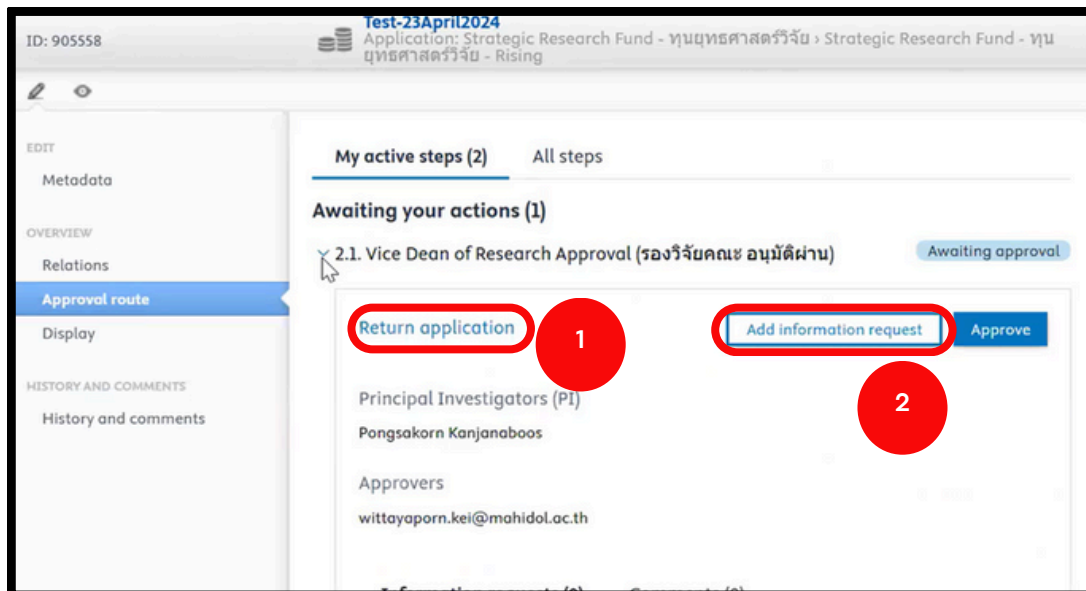 Test-23April2024
ID: 905558
Application: Strategic Research Fund - ทุนยุทธศาสตร์วิจัย › Strategic Research Fund - ทุน
ยุทธศาสตร์วิจัย - Rising
EDIT
Metadata
OVERVIEW
Relations
Approval route
Display
HISTORY AND COMMENTS
History and comments
My active steps (2)
All steps
Awaiting your actions (1)
2.1. Vice Dean of Research Approval (รองวิจัยคณะ อนุมัติผ่าน)
Awaiting approval
Return application
1
Add information request
Approve
2
Principal Investigators (PI)
Pongsakorn Kanjanaboos
Approvers
wittayaporn.kei@mahidol.ac.th
Information requests (0)
Comments (0)